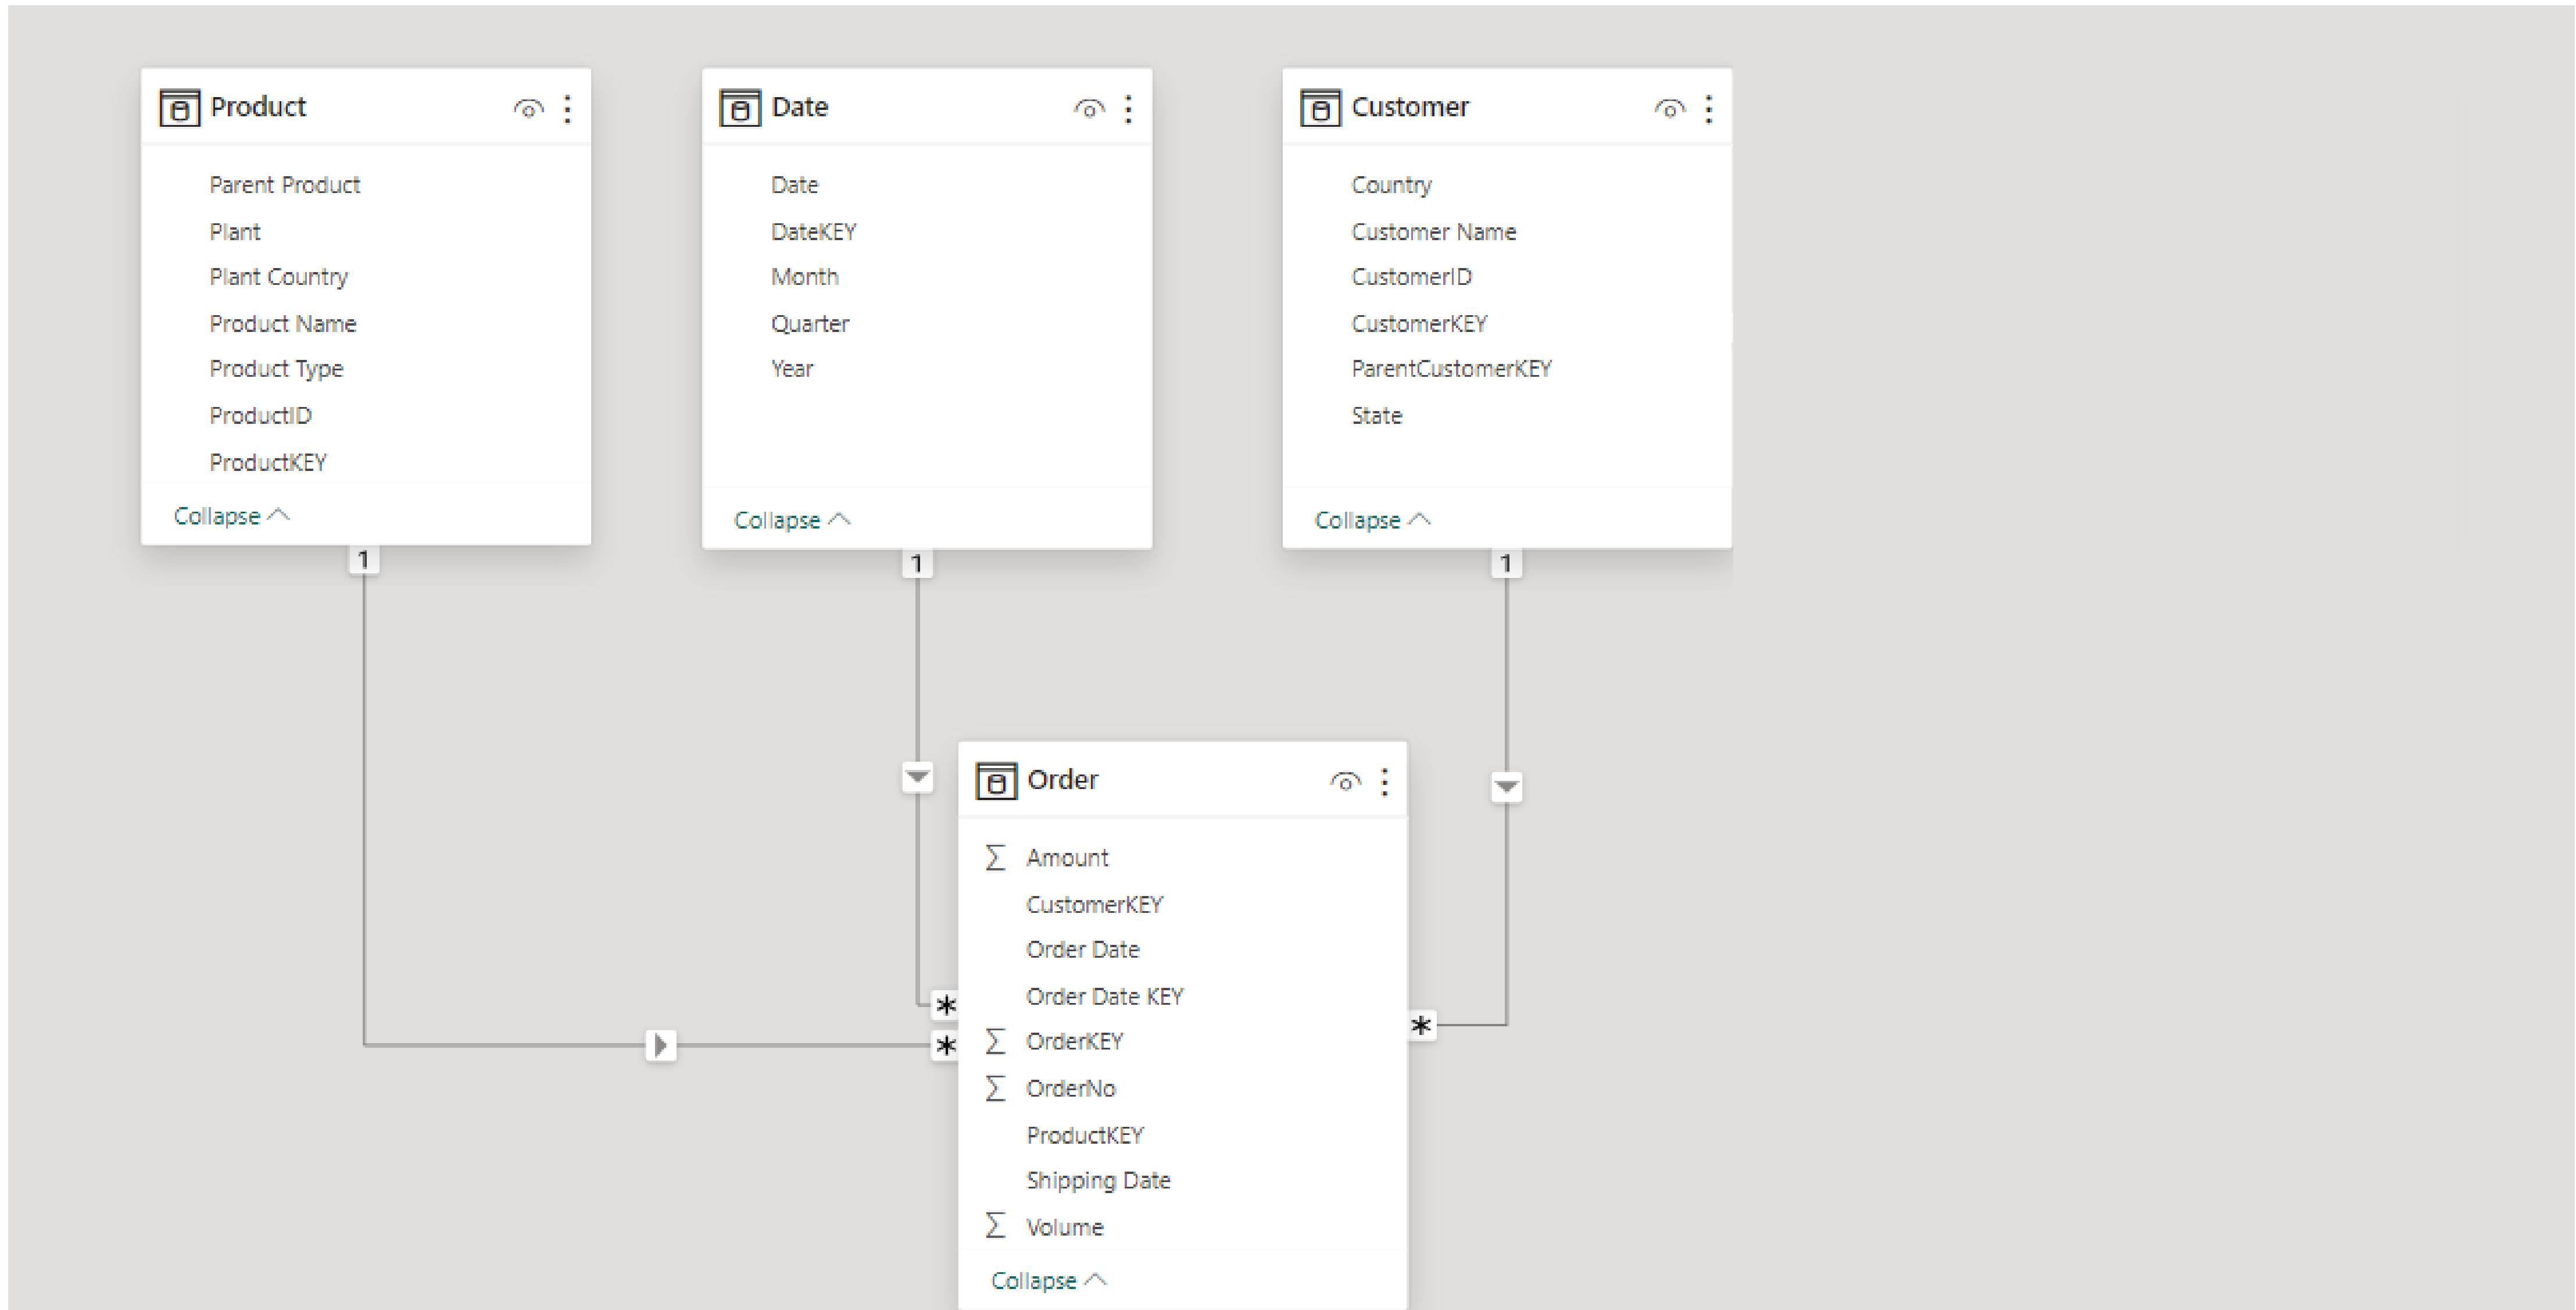 Product
Parent Product
Plant
Plant Country
Product Name
Product Type
ProductID
ProductKEY
Collapse
1
Date
Date
DateKEY
Month
Quarter
Year
Collapse
1
Customer
Country
Customer Name
CustomerID
CustomerKEY
ParentCustomerKEY
State
Collapse
1
Order
∑ Amount
CustomerKEY
Order Date
Order Date KEY
∑ OrderKEY
∑ OrderNo
ProductKEY
Shipping Date
∑ Volume
Collapse
*
*
*